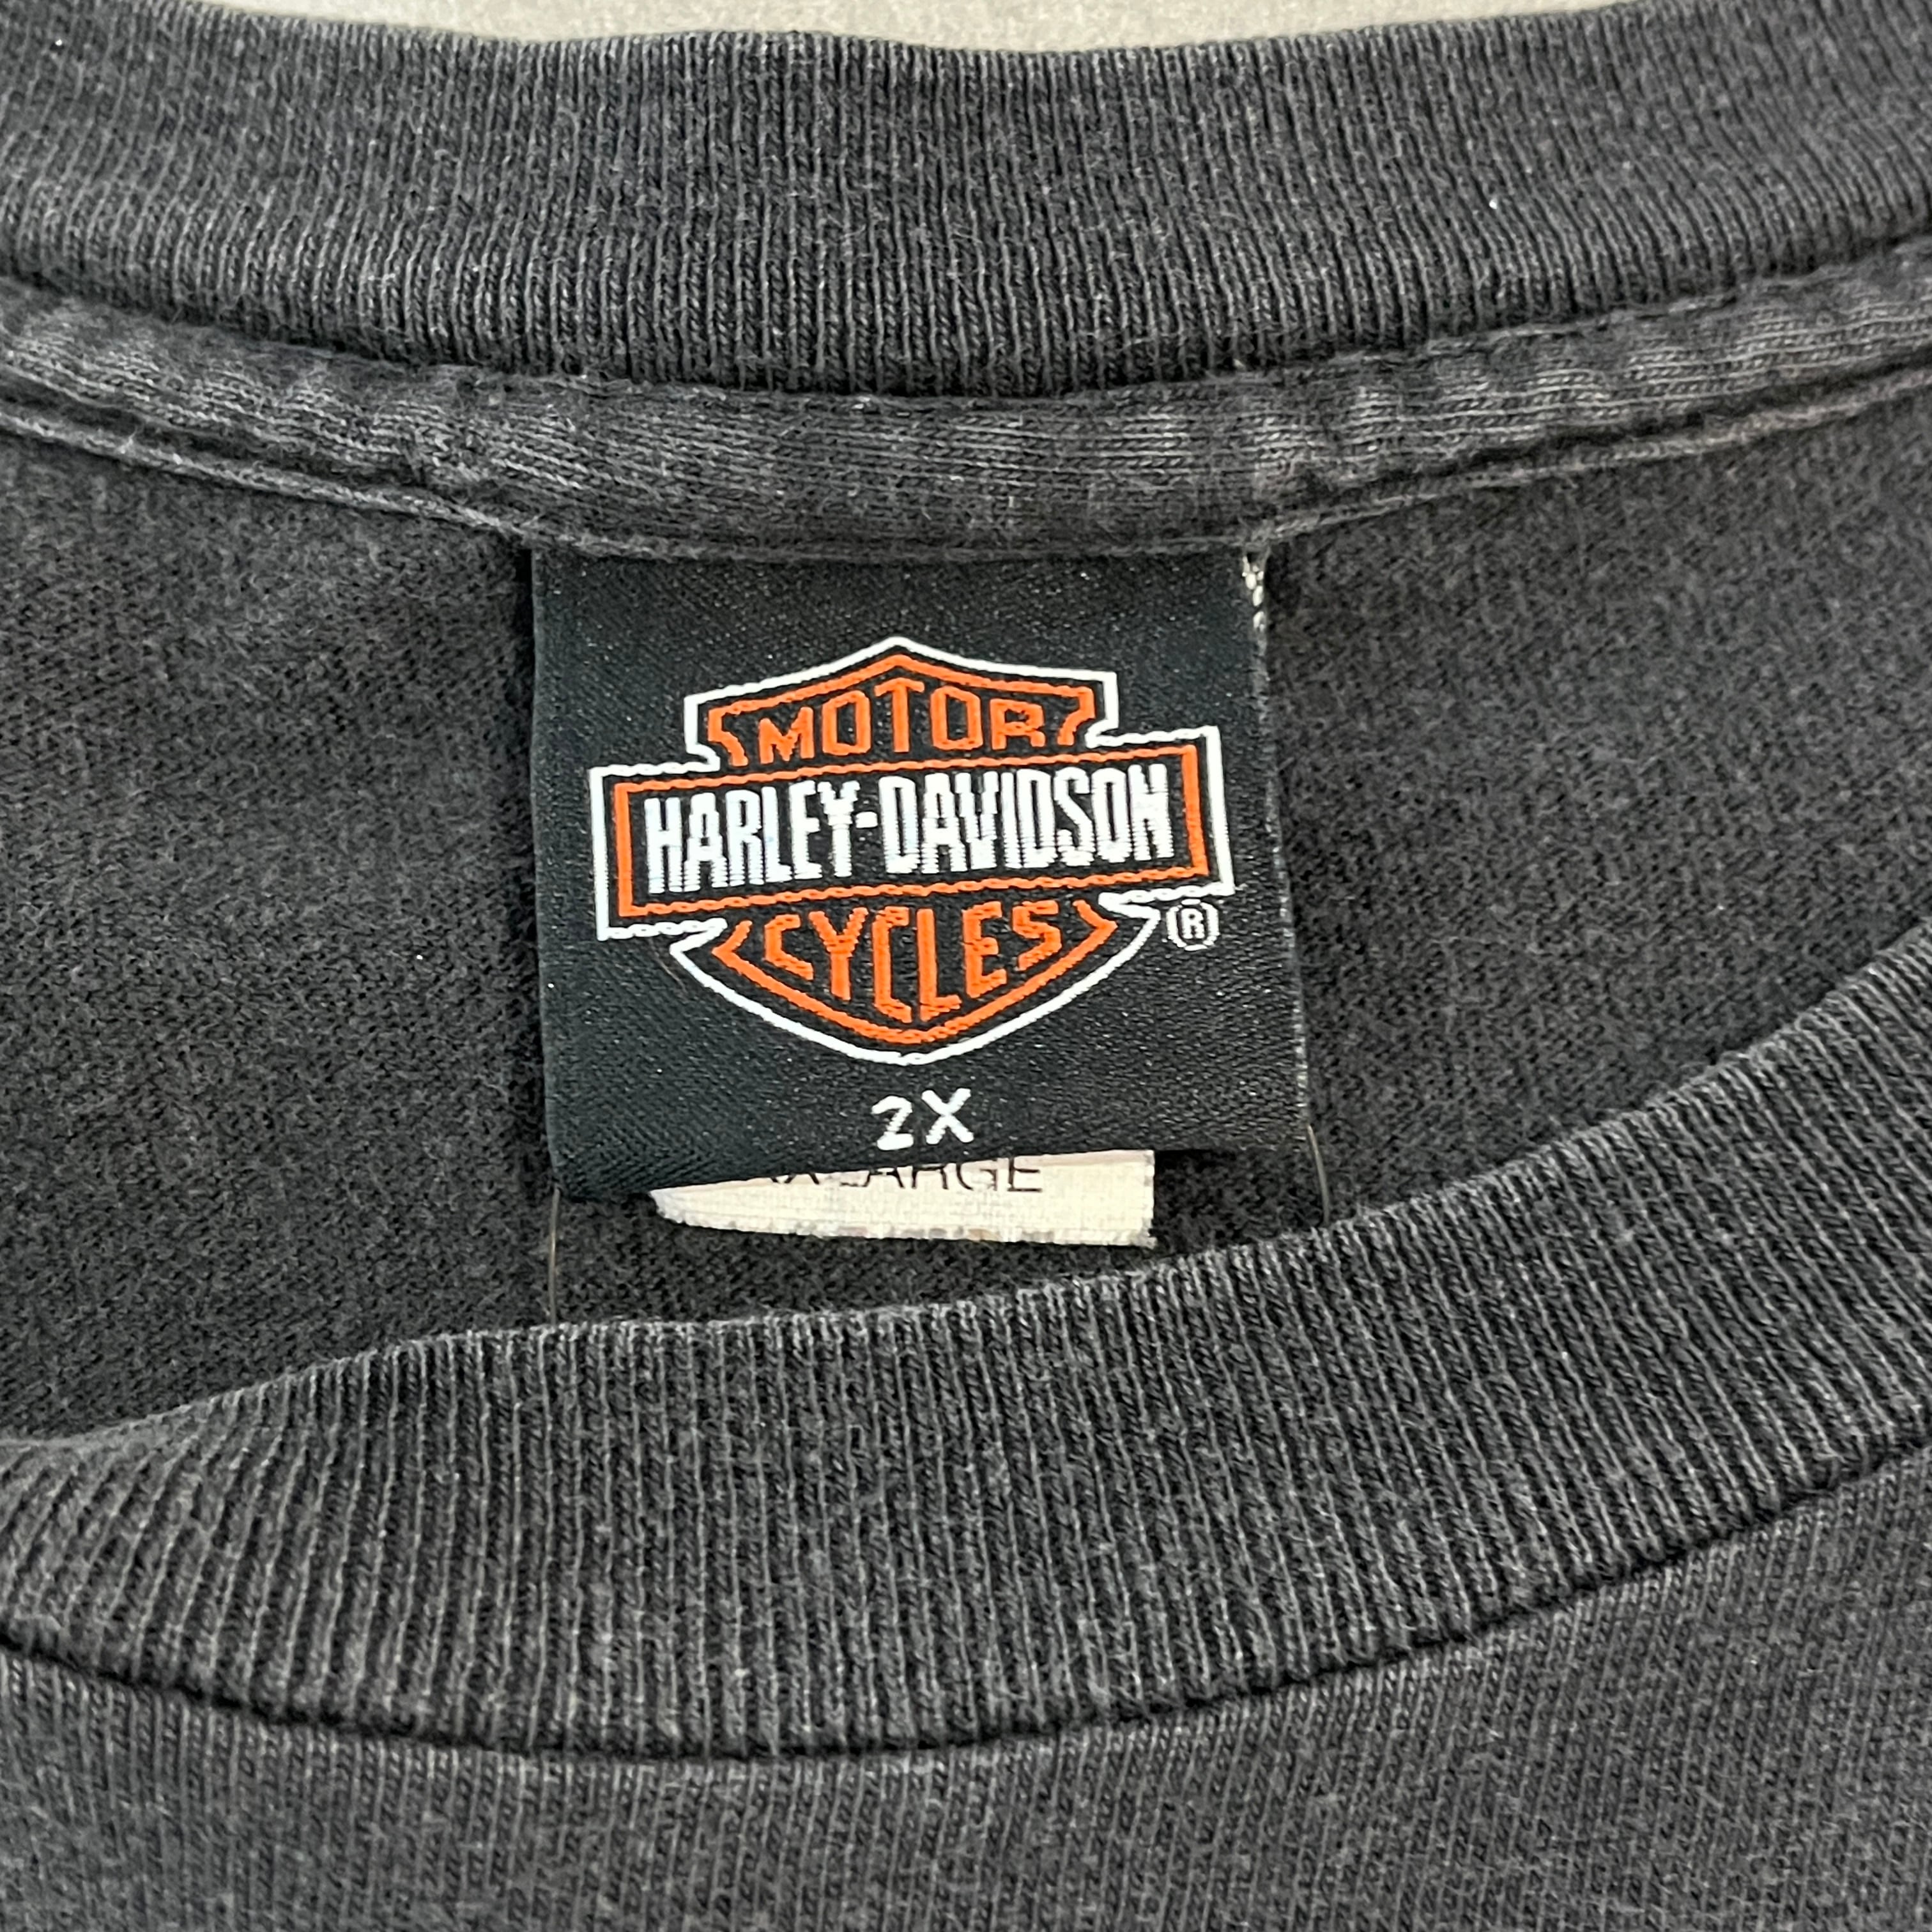 MOTOR
HARLEY-DAVIDSON
CYCLES
®
2X